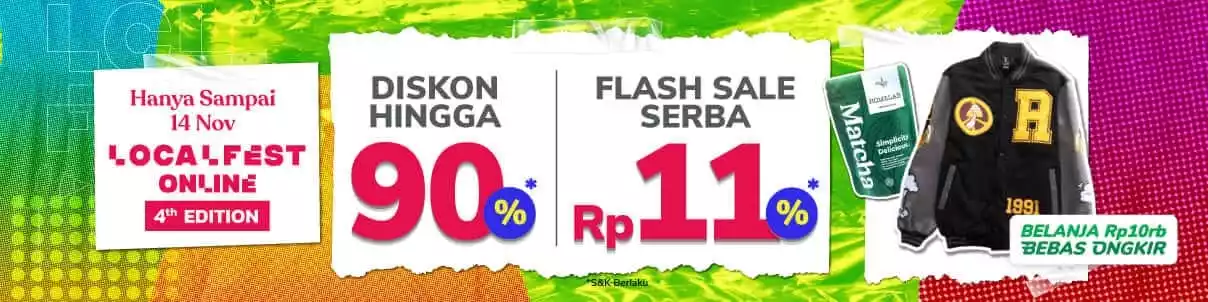 Hanya Sampai
14 Nov
LOCALFEST
ONLINE
4th EDITION
DISKON
HINGGA
90%*
FLASH SALE
SERBA
Rp11%*
*S&K Berlaku
Matcha
Simplicity
Delicious.
R
1991
BELANJA Rp10rb
BEBAS ONGKIR